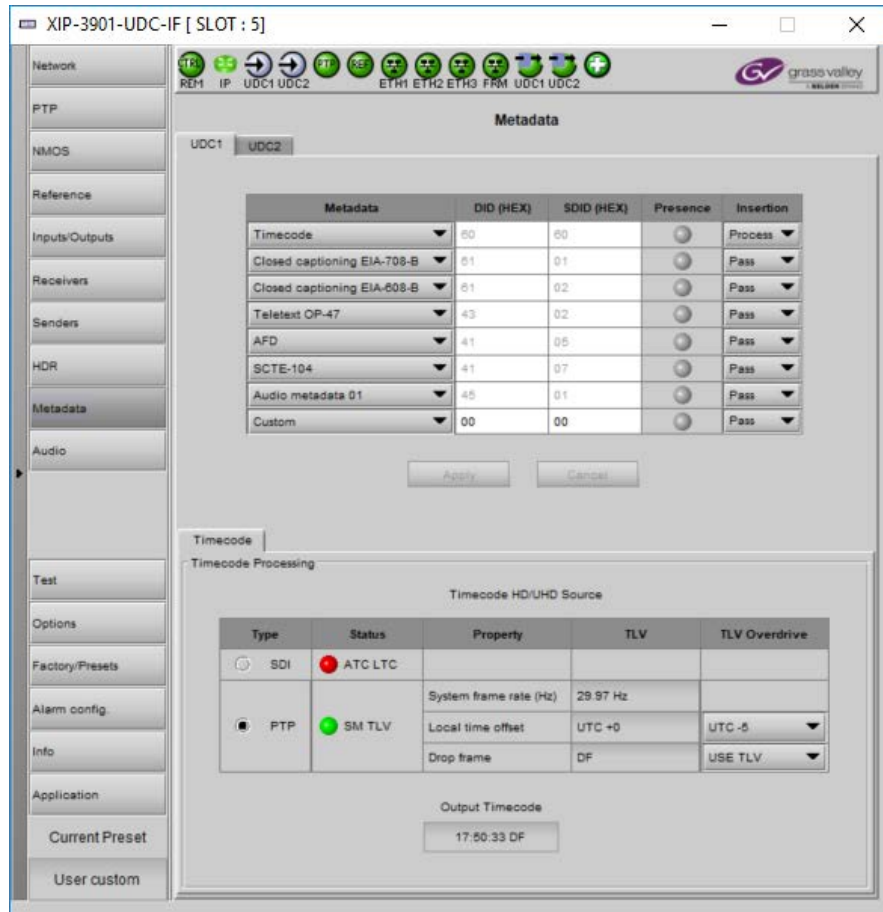 XIP-3901-UDC-IF [ SLOT : 5]
Network
PTP
NMOS
Reference
Inputs/Outputs
Receivers
Senders
HDR
Metadata
Audio
Test
Options
Factory/Presets
Alarm config.
Info
Application
Current Preset
User custom
CTRL PTP REF
REM IP UDC1 UDC2 ETH1 ETH2 ETH3 FRM UDC1 UDC2
GV grass valley
A BELDEN BRAND
Metadata
UDC1 UDC2
Metadata DID (HEX) SDID (HEX) Presence Insertion
Timecode 60 60 Process
Closed captioning EIA-708-B 61 01 Pass
Closed captioning EIA-608-B 61 02 Pass
Teletext OP-47 43 02 Pass
AFD 41 05 Pass
SCTE-104 41 07 Pass
Audio metadata 01 45 01 Pass
Custom 00 00 Pass
Apply Cancel
Timecode
Timecode Processing
Timecode HD/UHD Source
Type Status Property TLV TLV Overdrive
SDI ATC LTC
System frame rate (Hz) 29.97 Hz
PTP SM TLV Local time offset UTC +0 UTC -5
Drop frame DF USE TLV
Output Timecode
17:50:33 DF